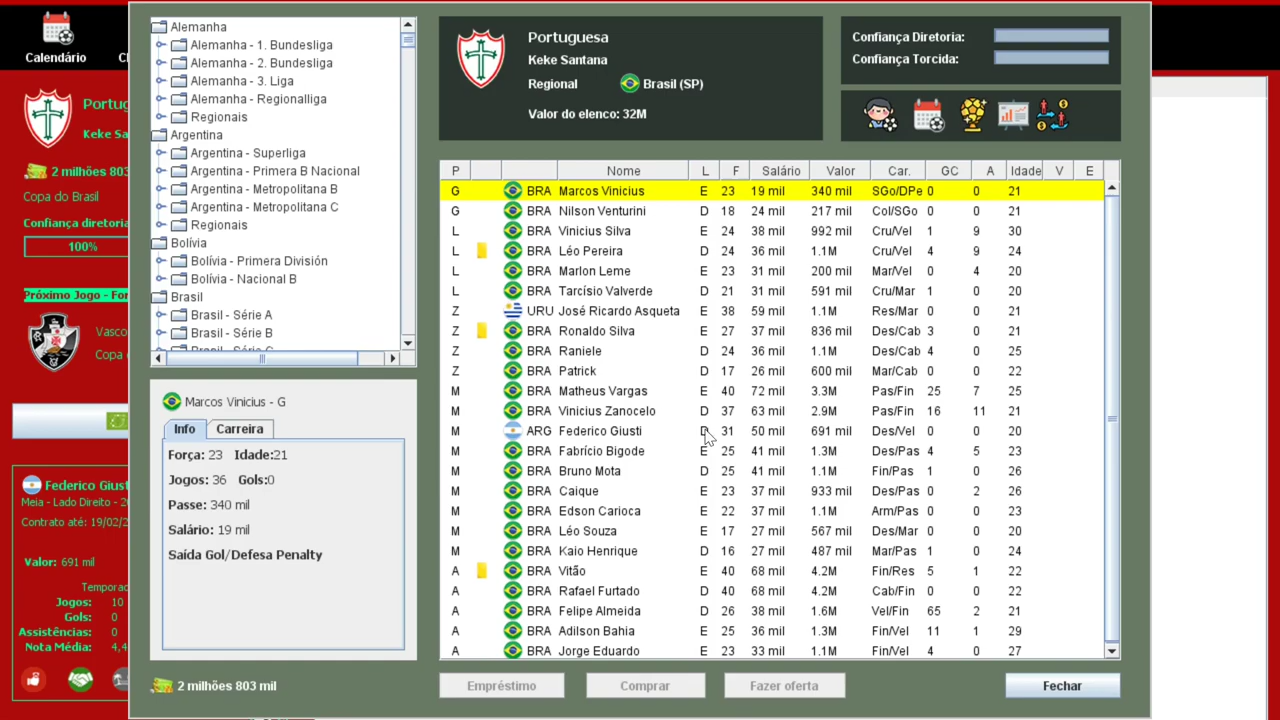 Calendário
Portu
Keke Sa
2 milhões 803
Copa do Brasil
Confiança diretoria
100%
Próximo Jogo - For
Vasco
Copa
Federico Gius
Meia - Lado Direito - 2
Contrato até: 19/02/2
Valor: 691 mil
Temporad
Jogos: 10
Gols: 0
Assistências: 0
Nota Média: 4,4
Alemanha
Alemanha - 1. Bundesliga
Alemanha - 2. Bundesliga
Alemanha - 3. Liga
Alemanha - Regionalliga
Regionais
Argentina
Argentina - Superliga
Argentina - Primera B Nacional
Argentina - Metropolitana B
Argentina - Metropolitana C
Regionais
Bolívia
Bolívia - Primera División
Bolívia - Nacional B
Brasil
Brasil - Série A
Brasil - Série B
Marcos Vinicius - G
Info Carreira
Força: 23 Idade:21
Jogos: 36 Gols:0
Passe: 340 mil
Salário: 19 mil
Saída Gol/Defesa Penalty
2 milhões 803 mil
Portuguesa
Keke Santana
Regional Brasil (SP)
Valor do elenco: 32M
Confiança Diretoria:
Confiança Torcida:
P Nome L F Salário Valor Car. GC A Idade V E
G BRA Marcos Vinicius E 23 19 mil 340 mil SGo/DPe 0 0 21
G BRA Nilson Venturini D 18 24 mil 217 mil Col/SGo 0 0 21
L BRA Vinicius Silva E 24 38 mil 992 mil Cru/Vel 1 9 30
L BRA Léo Pereira D 24 36 mil 1.1M Cru/Vel 4 9 24
L BRA Marlon Leme E 23 31 mil 200 mil Mar/Vel 0 4 20
L BRA Tarcísio Valverde D 21 31 mil 591 mil Cru/Mar 1 0 20
Z URU José Ricardo Asqueta E 38 59 mil 1.1M Res/Mar 0 0 21
Z BRA Ronaldo Silva E 27 37 mil 836 mil Des/Cab 3 0 21
Z BRA Raniele D 24 36 mil 1.1M Des/Cab 4 0 25
Z BRA Patrick D 17 26 mil 600 mil Mar/Cab 0 0 22
M BRA Matheus Vargas E 40 72 mil 3.3M Pas/Fin 25 7 25
M BRA Vinicius Zanocelo D 37 63 mil 2.9M Pas/Fin 16 11 21
M ARG Federico Giusti D 31 50 mil 691 mil Des/Vel 0 0 20
M BRA Fabrício Bigode E 25 41 mil 1.3M Des/Pas 4 5 23
M BRA Bruno Mota D 25 41 mil 1.1M Fin/Pas 1 0 26
M BRA Caique E 23 37 mil 933 mil Des/Pas 0 2 26
M BRA Edson Carioca E 22 37 mil 1.1M Arm/Pas 0 0 23
M BRA Léo Souza E 17 27 mil 567 mil Des/Mar 0 0 20
M BRA Kaio Henrique D 16 27 mil 487 mil Mar/Pas 1 0 24
A BRA Vitão E 40 68 mil 4.2M Fin/Res 5 1 22
A BRA Rafael Furtado D 40 68 mil 4.2M Cab/Fin 0 0 22
A BRA Felipe Almeida D 26 38 mil 1.6M Vel/Fin 65 2 21
A BRA Adilson Bahia E 25 36 mil 1.3M Fin/Vel 11 1 29
A BRA Jorge Eduardo E 23 33 mil 1.1M Fin/Vel 4 0 27
Empréstimo Comprar Fazer oferta Fechar